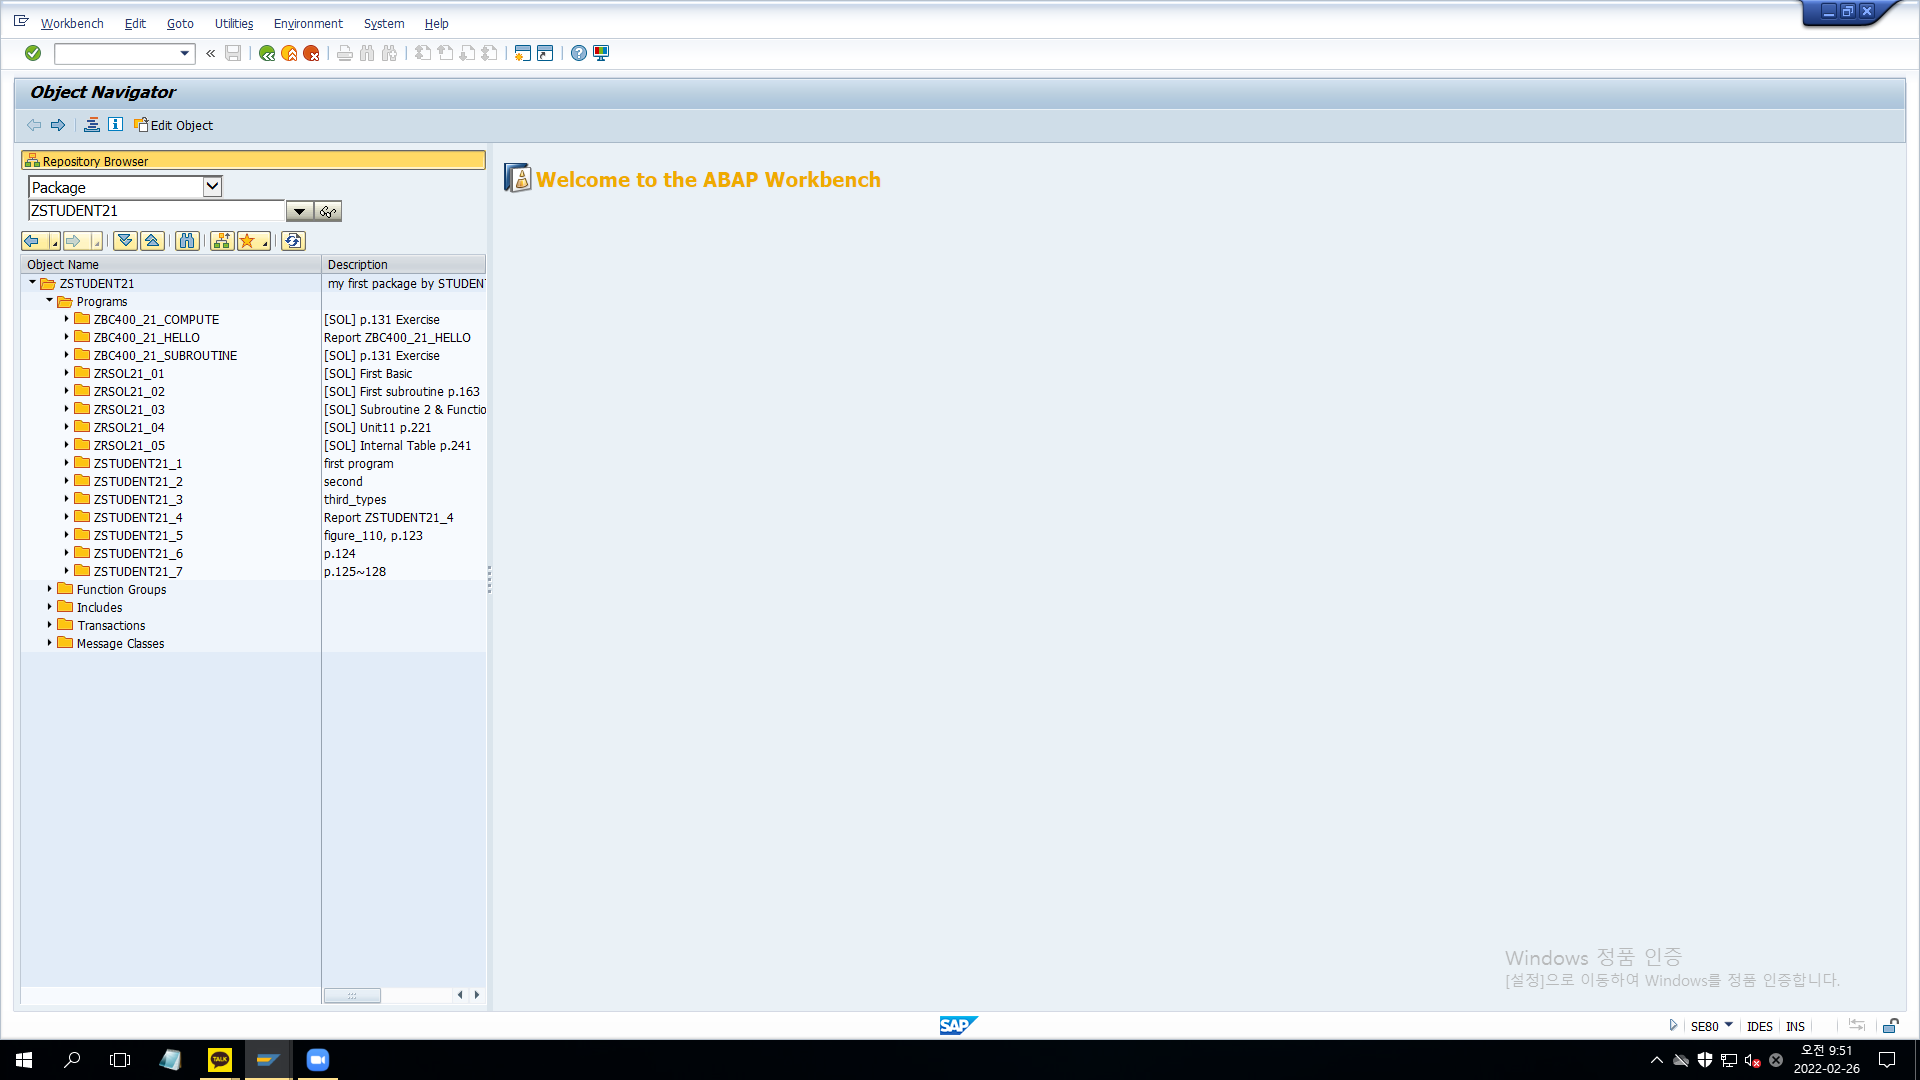 Workbench Edit Goto Utilities Environment System Help
Object Navigator
Edit Object
Repository Browser
Package
ZSTUDENT21
Welcome to the ABAP Workbench
Object Name Description
ZSTUDENT21 my first package by STUDEN
Programs
ZBC400_21_COMPUTE [SOL] p.131 Exercise
ZBC400_21_HELLO Report ZBC400_21_HELLO
ZBC400_21_SUBROUTINE [SOL] p.131 Exercise
ZRSOL21_01 [SOL] First Basic
ZRSOL21_02 [SOL] First subroutine p.163
ZRSOL21_03 [SOL] Subroutine 2 & Functio
ZRSOL21_04 [SOL] Unit11 p.221
ZRSOL21_05 [SOL] Internal Table p.241
ZSTUDENT21_1 first program
ZSTUDENT21_2 second
ZSTUDENT21_3 third_types
ZSTUDENT21_4 Report ZSTUDENT21_4
ZSTUDENT21_5 figure_110, p.123
ZSTUDENT21_6 p.124
ZSTUDENT21_7 p.125~128
Function Groups
Includes
Transactions
Message Classes
Windows 정품 인증
[설정]으로 이동하여 Windows를 정품 인증합니다.
SAP
SE80 IDES INS
TALK
오전 9:51
2022-02-26